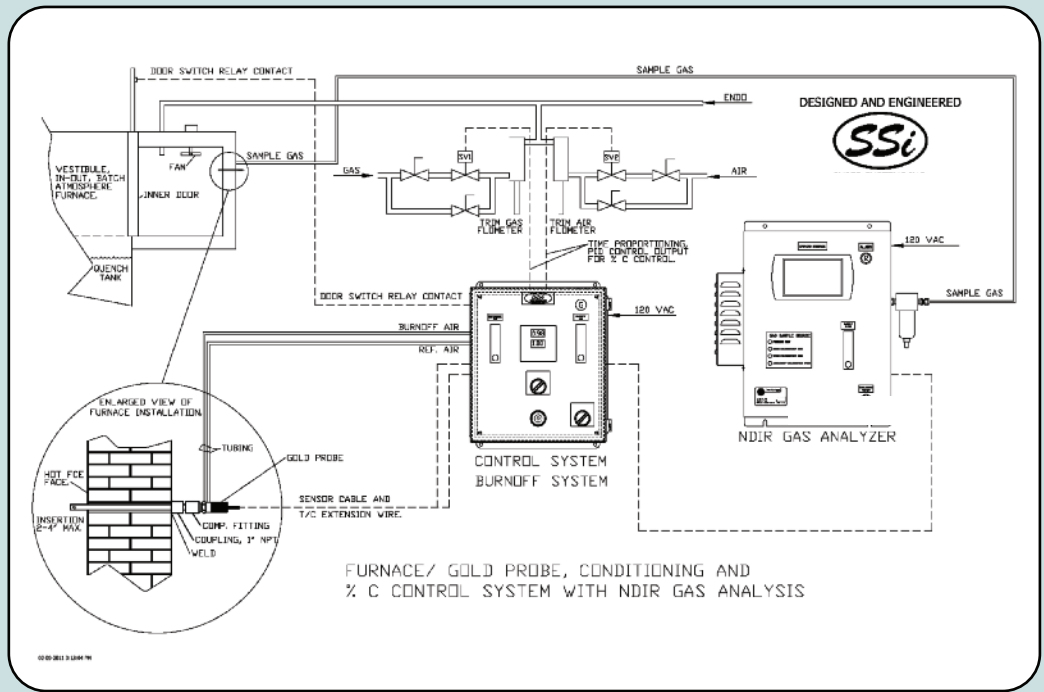 DOOR SWITCH RELAY CONTACT
SAMPLE GAS
ENDO
DESIGNED AND ENGINEERED
SSi
VESTIBULE,
IN-OUT, BATCH
ATMOSPHERE
FURNACE.
FAN
SAMPLE GAS
INNER DOOR
QUENCH
TANK
GAS
SV1
SV2
AIR
TRIM GAS
FLOMETER
TRIM AIR
FLOMETER
TIME PROPORTIONING,
PID CONTROL OUTPUT
FOR % C CONTROL.
120 VAC
SAMPLE GAS
DOOR SWITCH RELAY CONTACT
120 VAC
BURNOFF AIR
REF. AIR
NDIR GAS ANALYZER
CONTROL SYSTEM
BURNOFF SYSTEM
ENLARGED VIEW OF
FURNACE INSTALLATION.
TUBING
GOLD PROBE
HOT FCE
FACE.
SENSOR CABLE AND
T/C EXTENSION WIRE.
INSERTION
2-4" MAX.
COMP. FITTING
COUPLING, 1" NPT
WELD
FURNACE/ GOLD PROBE, CONDITIONING AND
% C CONTROL SYSTEM WITH NDIR GAS ANALYSIS